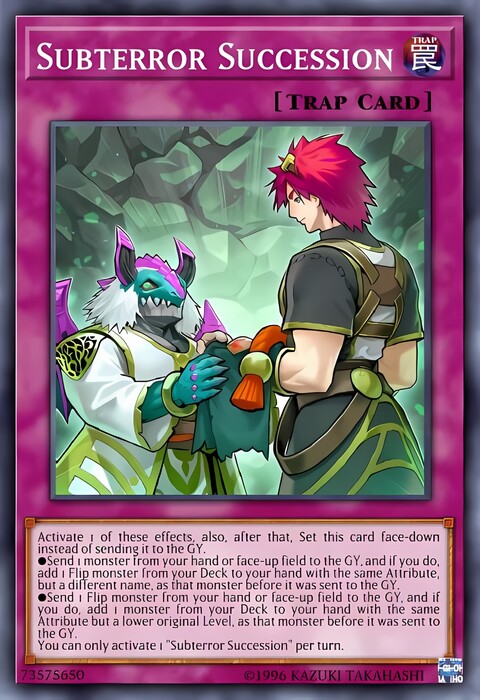 SUBTERROR SUCCESSION
TRAP
罠
[TRAP CARD]
Activate 1 of these effects, also, after that, Set this card face-down
instead of sending it to the GY.
●Send 1 monster from your hand or face-up field to the GY, and if you do,
add 1 Flip monster from your Deck to your hand with the same Attribute,
but a different name, as that monster before it was sent to the GY.
●Send 1 Flip monster from your hand or face-up field to the GY, and if
you do, add 1 monster from your Deck to your hand with the same
Attribute but a lower original Level, as that monster before it was sent to
the GY.
You can only activate 1 "Subterror Succession" per turn.
73575650
©1996 KAZUKI TAKAHASHI